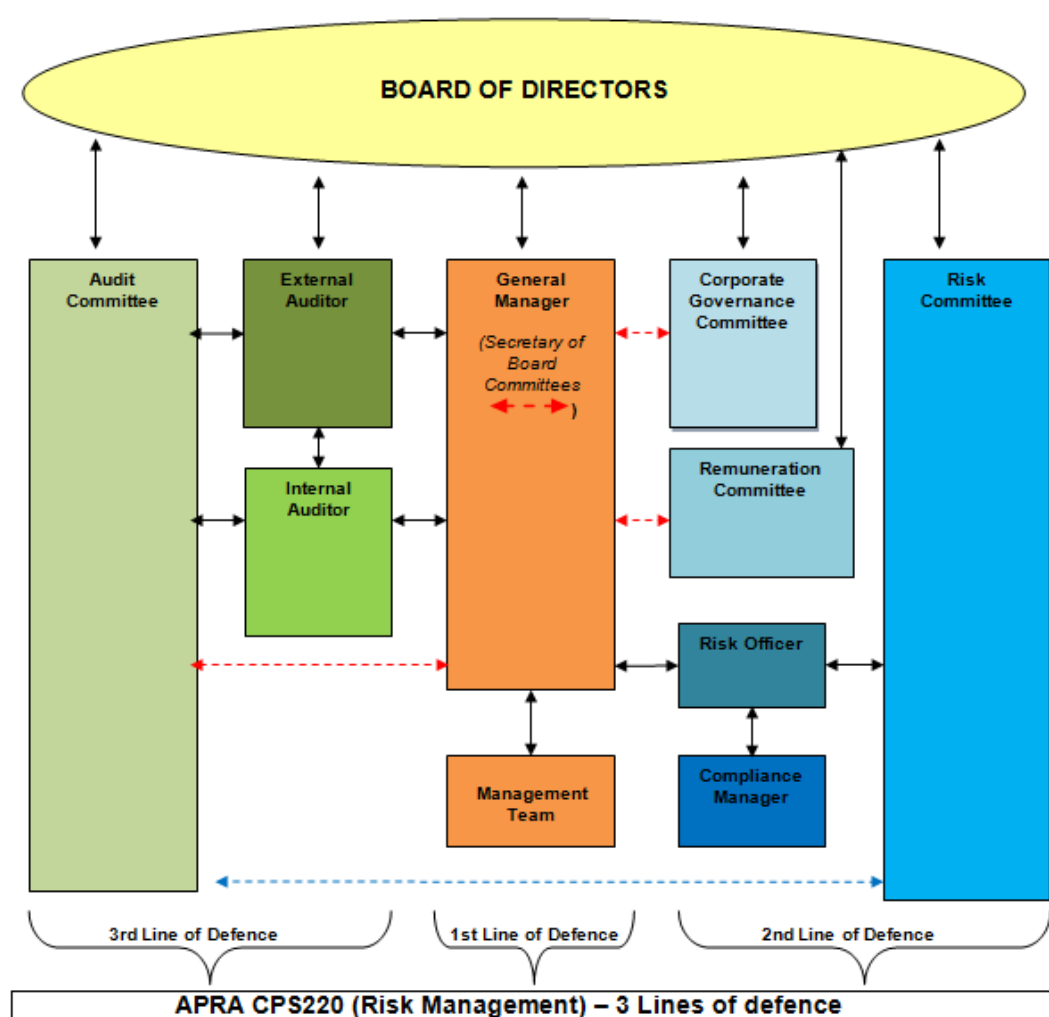 BOARD OF DIRECTORS
Audit
Committee
External
Auditor
General
Manager
(Secretary of
Board
Committees
)
Corporate
Governance
Committee
Risk
Committee
Internal
Auditor
Remuneration
Committee
Risk Officer
Management
Team
Compliance
Manager
3rd Line of Defence
1st Line of Defence
2nd Line of Defence
APRA CPS220 (Risk Management) – 3 Lines of defence